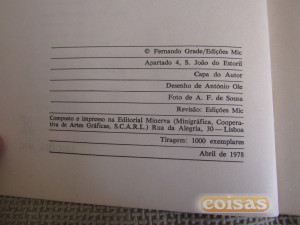 © Fernando Grade/Edições Mic
Apartado 4, S. João do Estoril
Capa do Autor
Desenho de António Ole
Foto de A. F. de Sousa
Revisão: Edições Mic
Composto e impresso na Editorial Minerva (Minigráfica, Coopera-
tiva de Artes Gráficas, S.C.A.R.L.) Rua da Alegria, 30 — Lisboa
Tiragem: 1000 exemplares
Abril de 1978
coisas